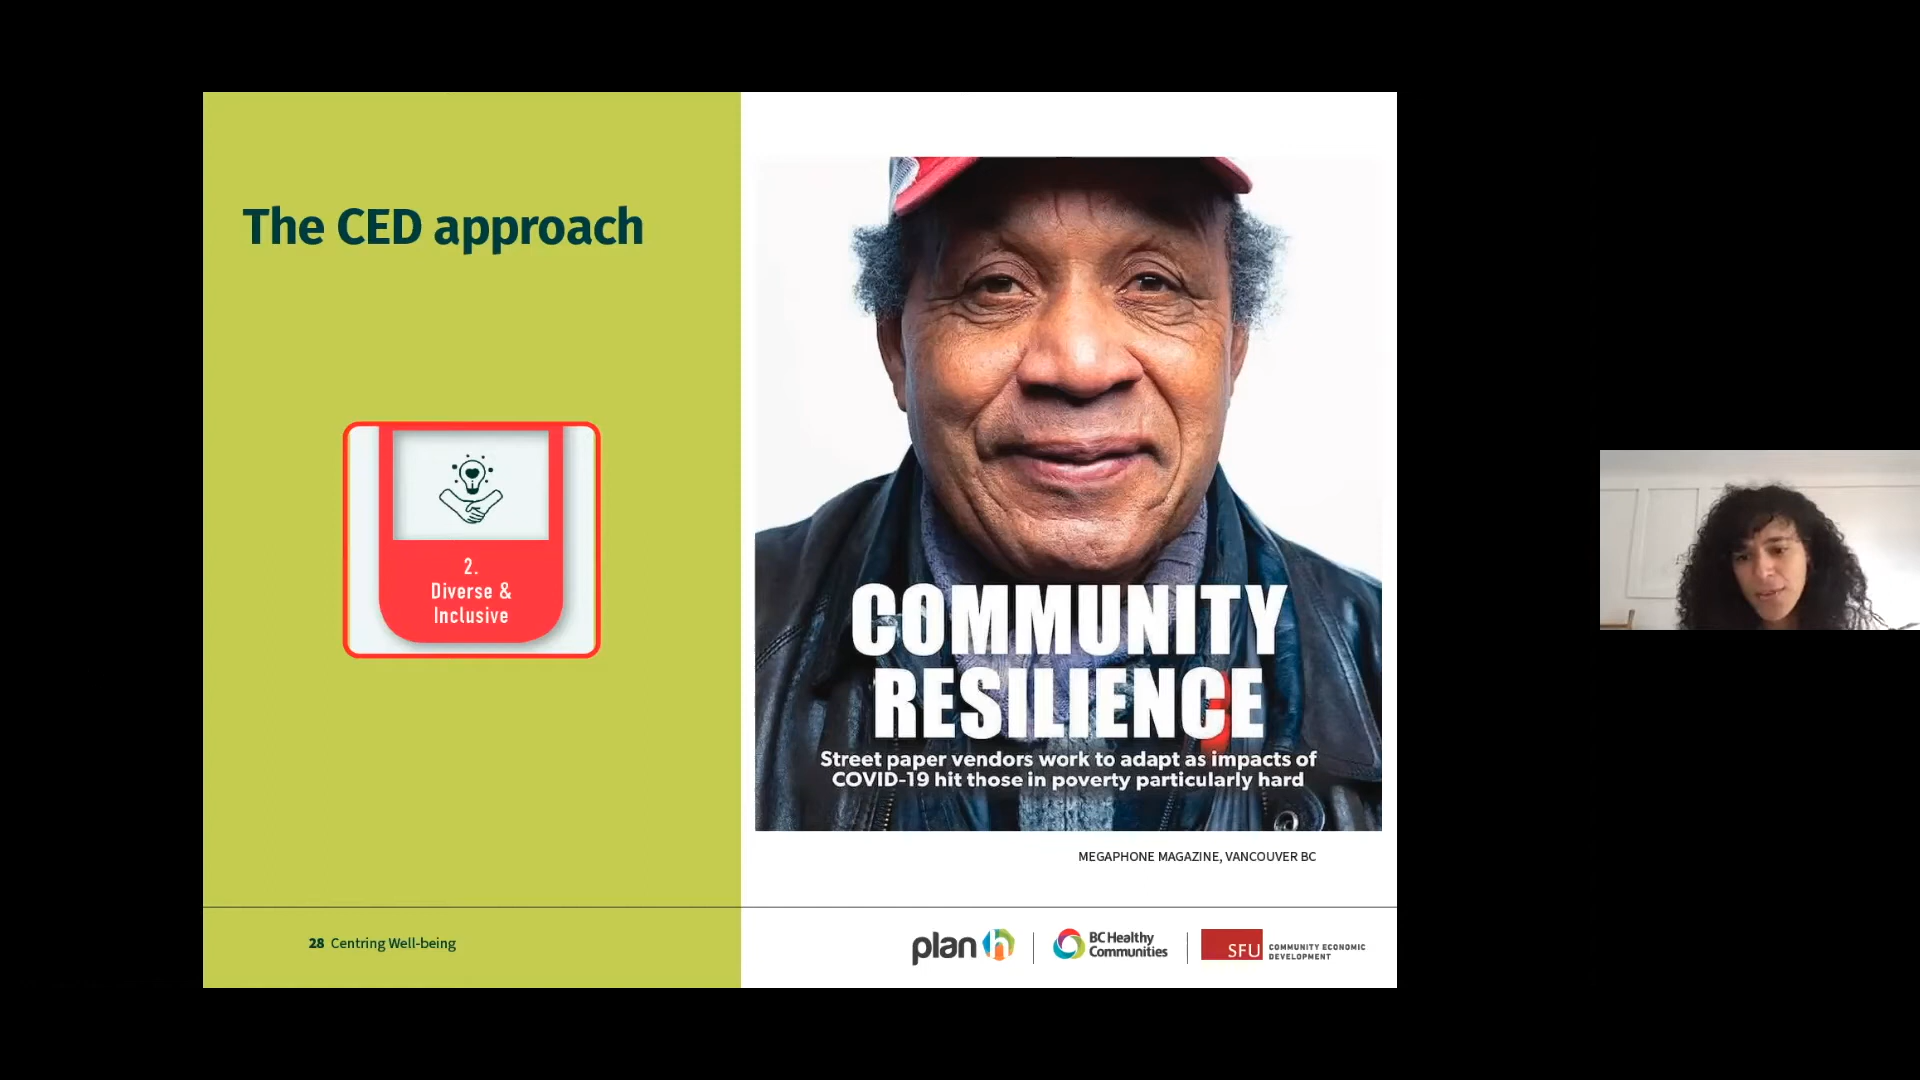 The CED approach
2.
Diverse &
Inclusive
COMMUNITY
RESILIENCE
Street paper vendors work to adapt as impacts of
COVID-19 hit those in poverty particularly hard
MEGAPHONE MAGAZINE, VANCOUVER BC
28 Centring Well-being
plan h
BC Healthy
Communities
SFU
COMMUNITY ECONOMIC
DEVELOPMENT